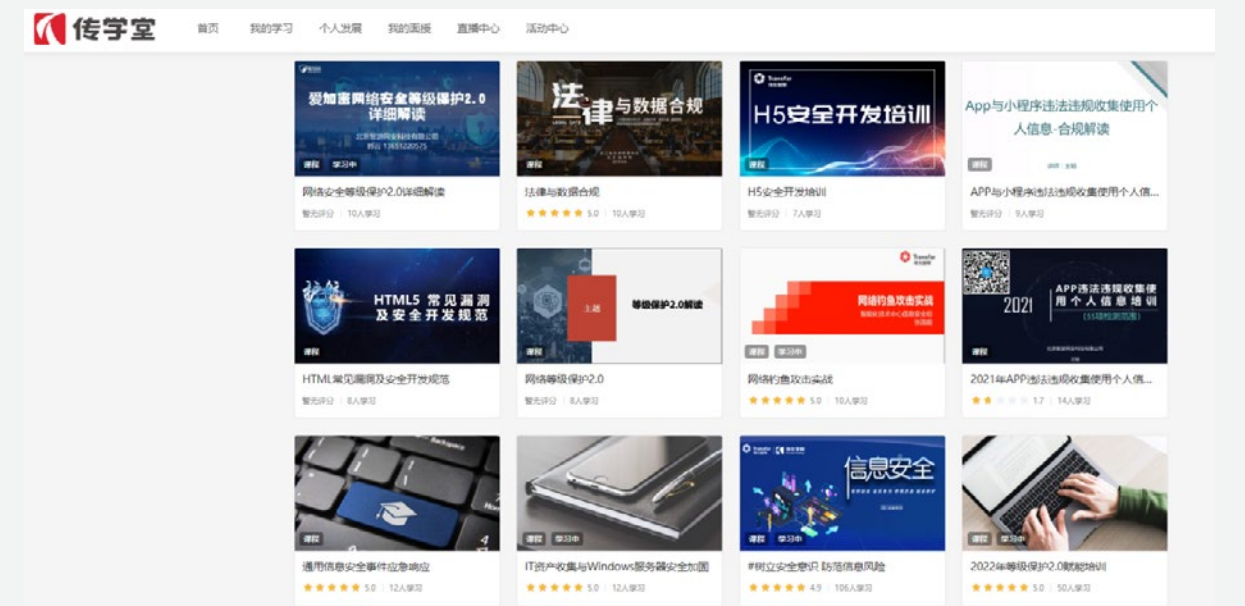 传学堂
首页 我的学习 个人发展 我的面授 直播中心 活动中心
爱加密网络安全等级保护2.0
详细解读
课程 学习中
网络安全等级保护2.0详细解读
暂无评分 10人学习
法律与数据合规
课程
法律与数据合规
5.0 10人学习
Transfar
H5安全开发培训
课程
H5安全开发培训
暂无评分 7人学习
App与小程序违法违规收集使用个
人信息-合规解读
课程
APP与小程序违法违规收集使用个人信...
暂无评分 9人学习
护航
HTML5 常见漏洞
及安全开发规范
课程
HTML常见漏洞及安全开发规范
暂无评分 8人学习
主题
等级保护2.0解读
课程
网络等级保护2.0
暂无评分 8人学习
Transfar
网络钓鱼攻击实战
课程 学习中
网络钓鱼攻击实战
5.0 10人学习
2021
APP违法违规收集使
用个人信息培训
课程
2021年APP违法违规收集使用个人信...
1.7 14人学习
Backspace
4
课程
通用信息安全事件应急响应
5.0 12人学习
课程 学习中
IT资产收集与Windows服务器安全加固
5.0 12人学习
Transfar
信息安全
课程 学习中
#树立安全意识 防范信息风险
4.9 106人学习
课程 学习中
2022年等级保护2.0赋能培训
5.0 50人学习